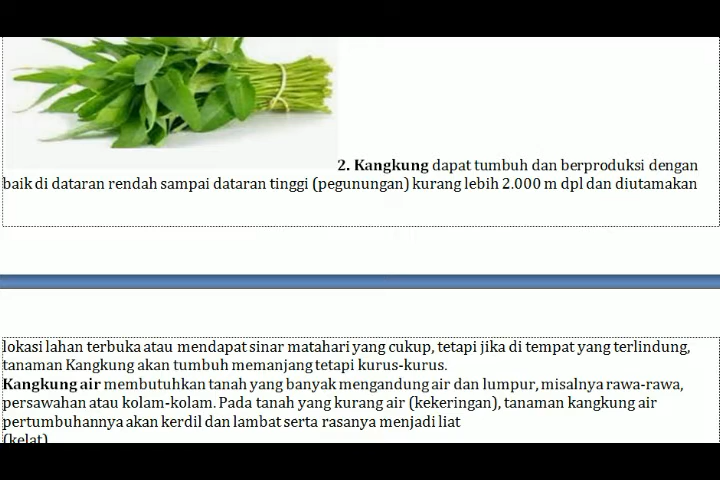 2. Kangkung dapat tumbuh dan berproduksi dengan
baik di dataran rendah sampai dataran tinggi (pegunungan) kurang lebih 2.000 m dpl dan diutamakan
lokasi lahan terbuka atau mendapat sinar matahari yang cukup, tetapi jika di tempat yang terlindung,
tanaman Kangkung akan tumbuh memanjang tetapi kurus-kurus.
Kangkung air membutuhkan tanah yang banyak mengandung air dan lumpur, misalnya rawa-rawa,
persawahan atau kolam-kolam. Pada tanah yang kurang air (kekeringan), tanaman kangkung air
pertumbuhannya akan kerdil dan lambat serta rasanya menjadi liat
(kelat)